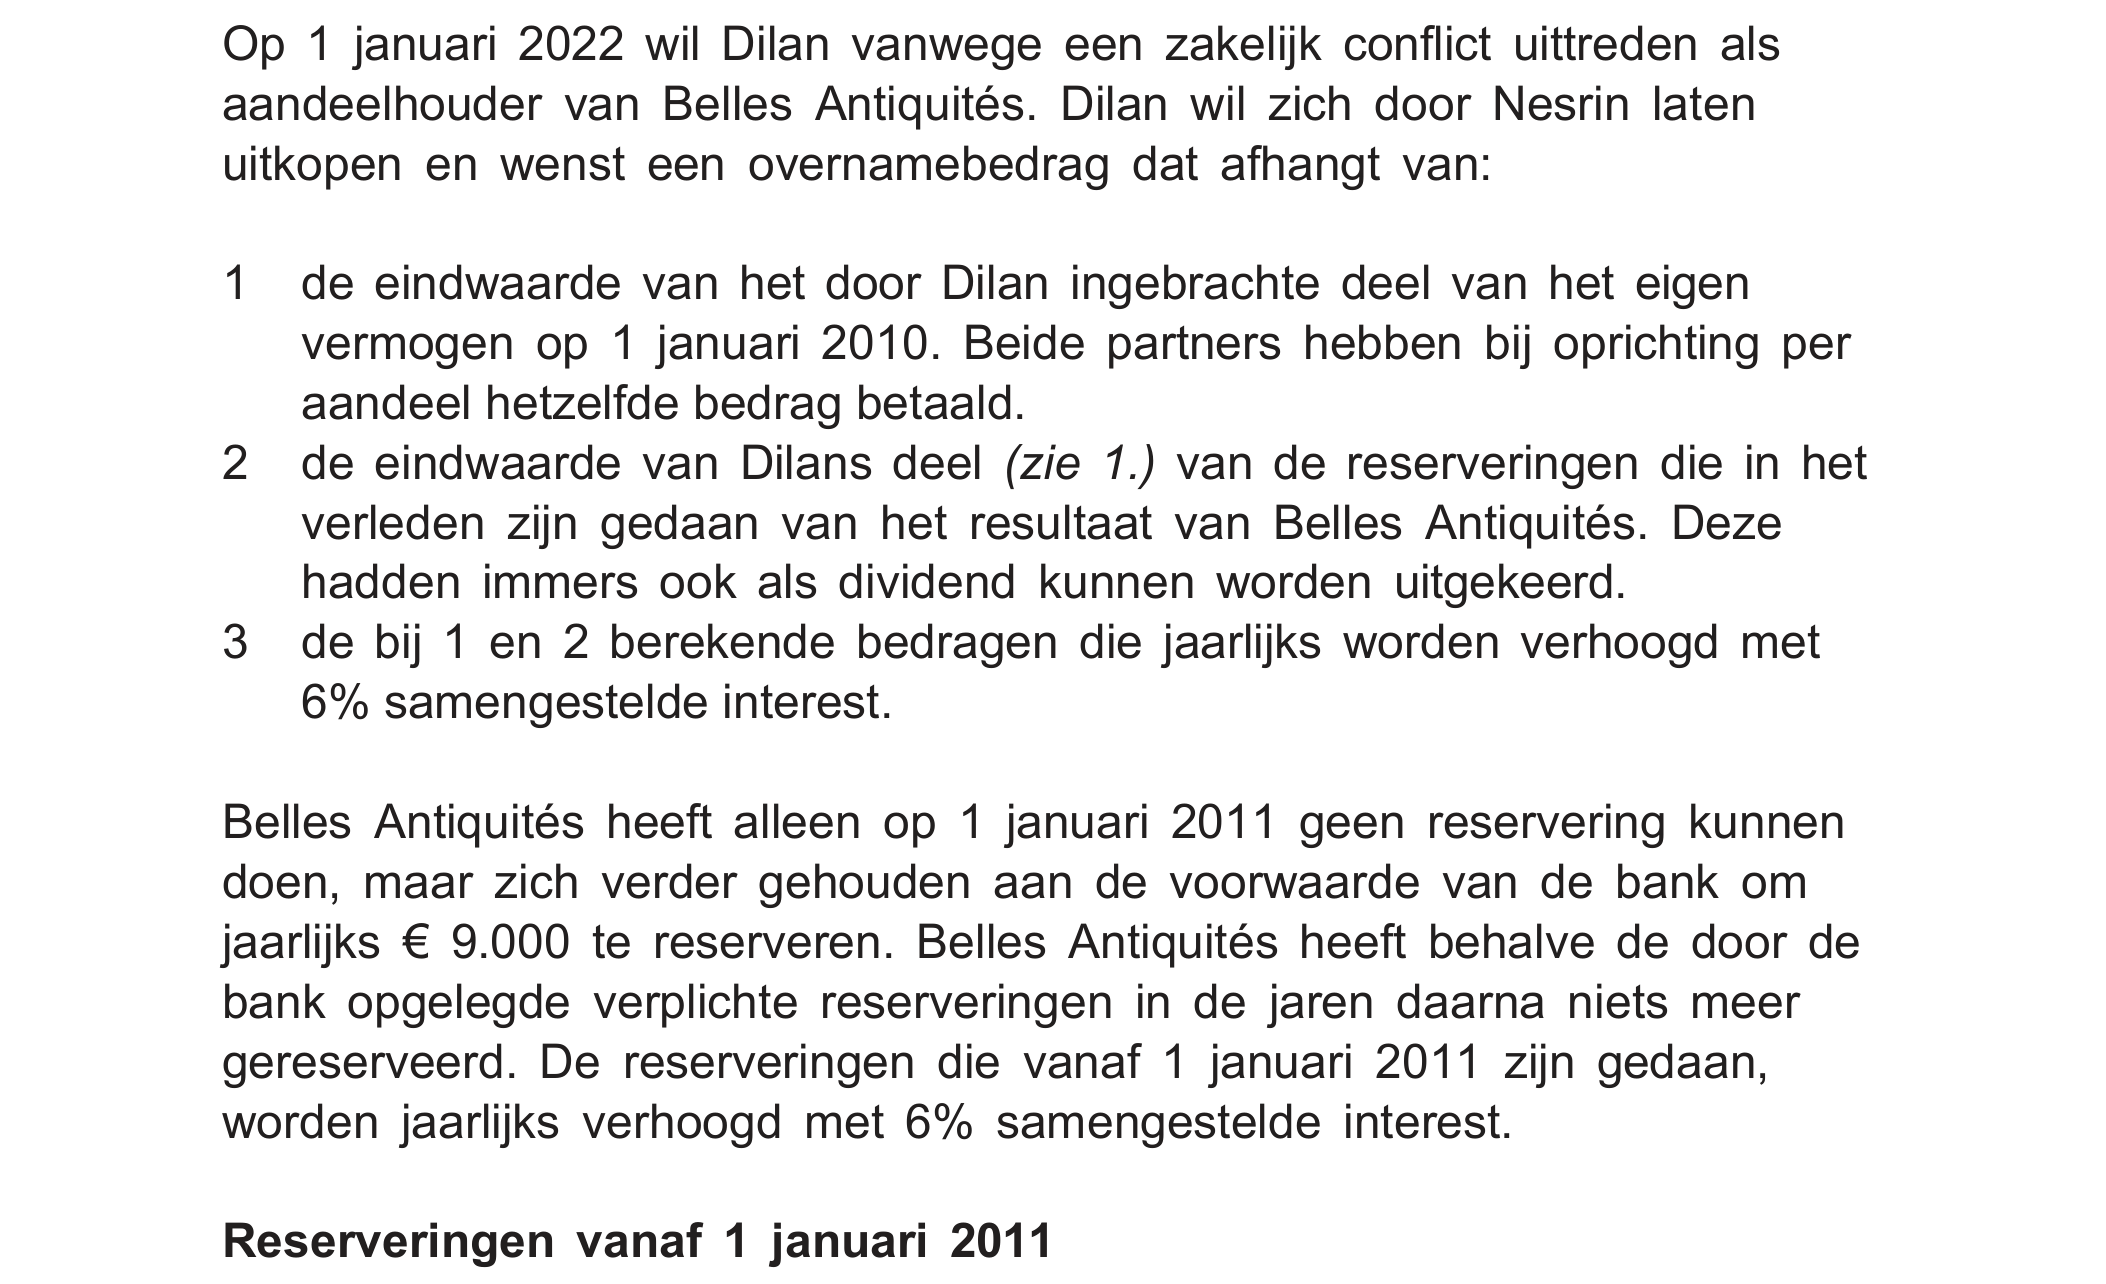 Op 1 januari 2022 wil Dilan vanwege een zakelijk conflict uittreden als
aandeelhouder van Belles Antiquités. Dilan wil zich door Nesrin laten
uitkopen en wenst een overnamebedrag dat afhangt van:
1 de eindwaarde van het door Dilan ingebrachte deel van het eigen
vermogen op 1 januari 2010. Beide partners hebben bij oprichting per
aandeel hetzelfde bedrag betaald.
2 de eindwaarde van Dilans deel (zie 1.) van de reserveringen die in het
verleden zijn gedaan van het resultaat van Belles Antiquités. Deze
hadden immers ook als dividend kunnen worden uitgekeerd.
3 de bij 1 en 2 berekende bedragen die jaarlijks worden verhoogd met
6% samengestelde interest.
Belles Antiquités heeft alleen op 1 januari 2011 geen reservering kunnen
doen, maar zich verder gehouden aan de voorwaarde van de bank om
jaarlijks € 9.000 te reserveren. Belles Antiquités heeft behalve de door de
bank opgelegde verplichte reserveringen in de jaren daarna niets meer
gereserveerd. De reserveringen die vanaf 1 januari 2011 zijn gedaan,
worden jaarlijks verhoogd met 6% samengestelde interest.
Reserveringen vanaf 1 januari 2011